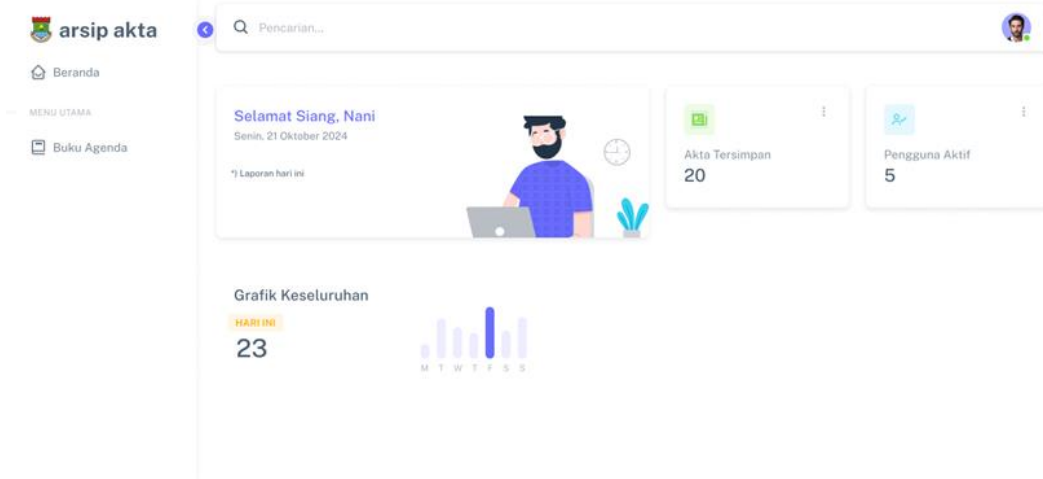 arsip akta
Pencarian...
Beranda
MENU UTAMA
Buku Agenda
Selamat Siang, Nani
Senin, 21 Oktober 2024
*) Laporan hari ini
Akta Tersimpan
20
Pengguna Aktif
5
Grafik Keseluruhan
HARI INI
23
M T W T F S S